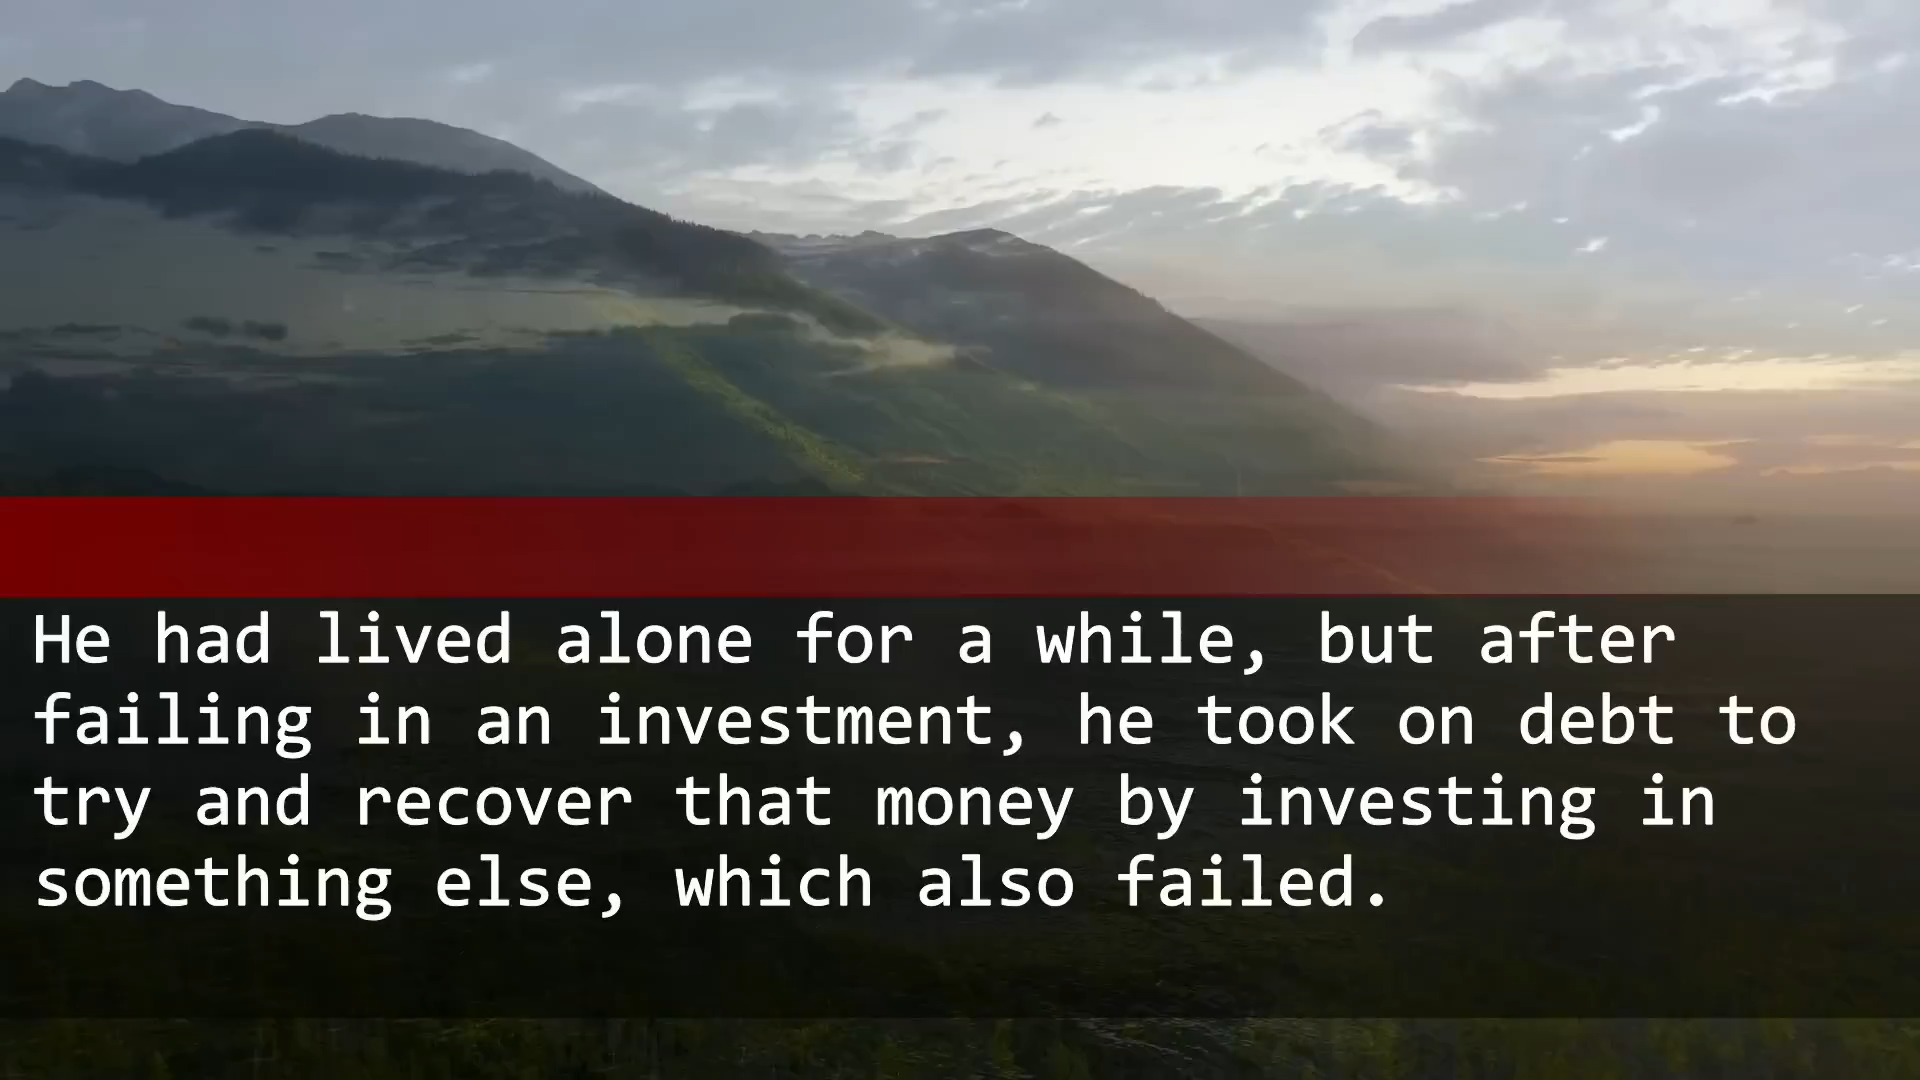 He had lived alone for a while, but after
failing in an investment, he took on debt to
try and recover that money by investing in
something else, which also failed.